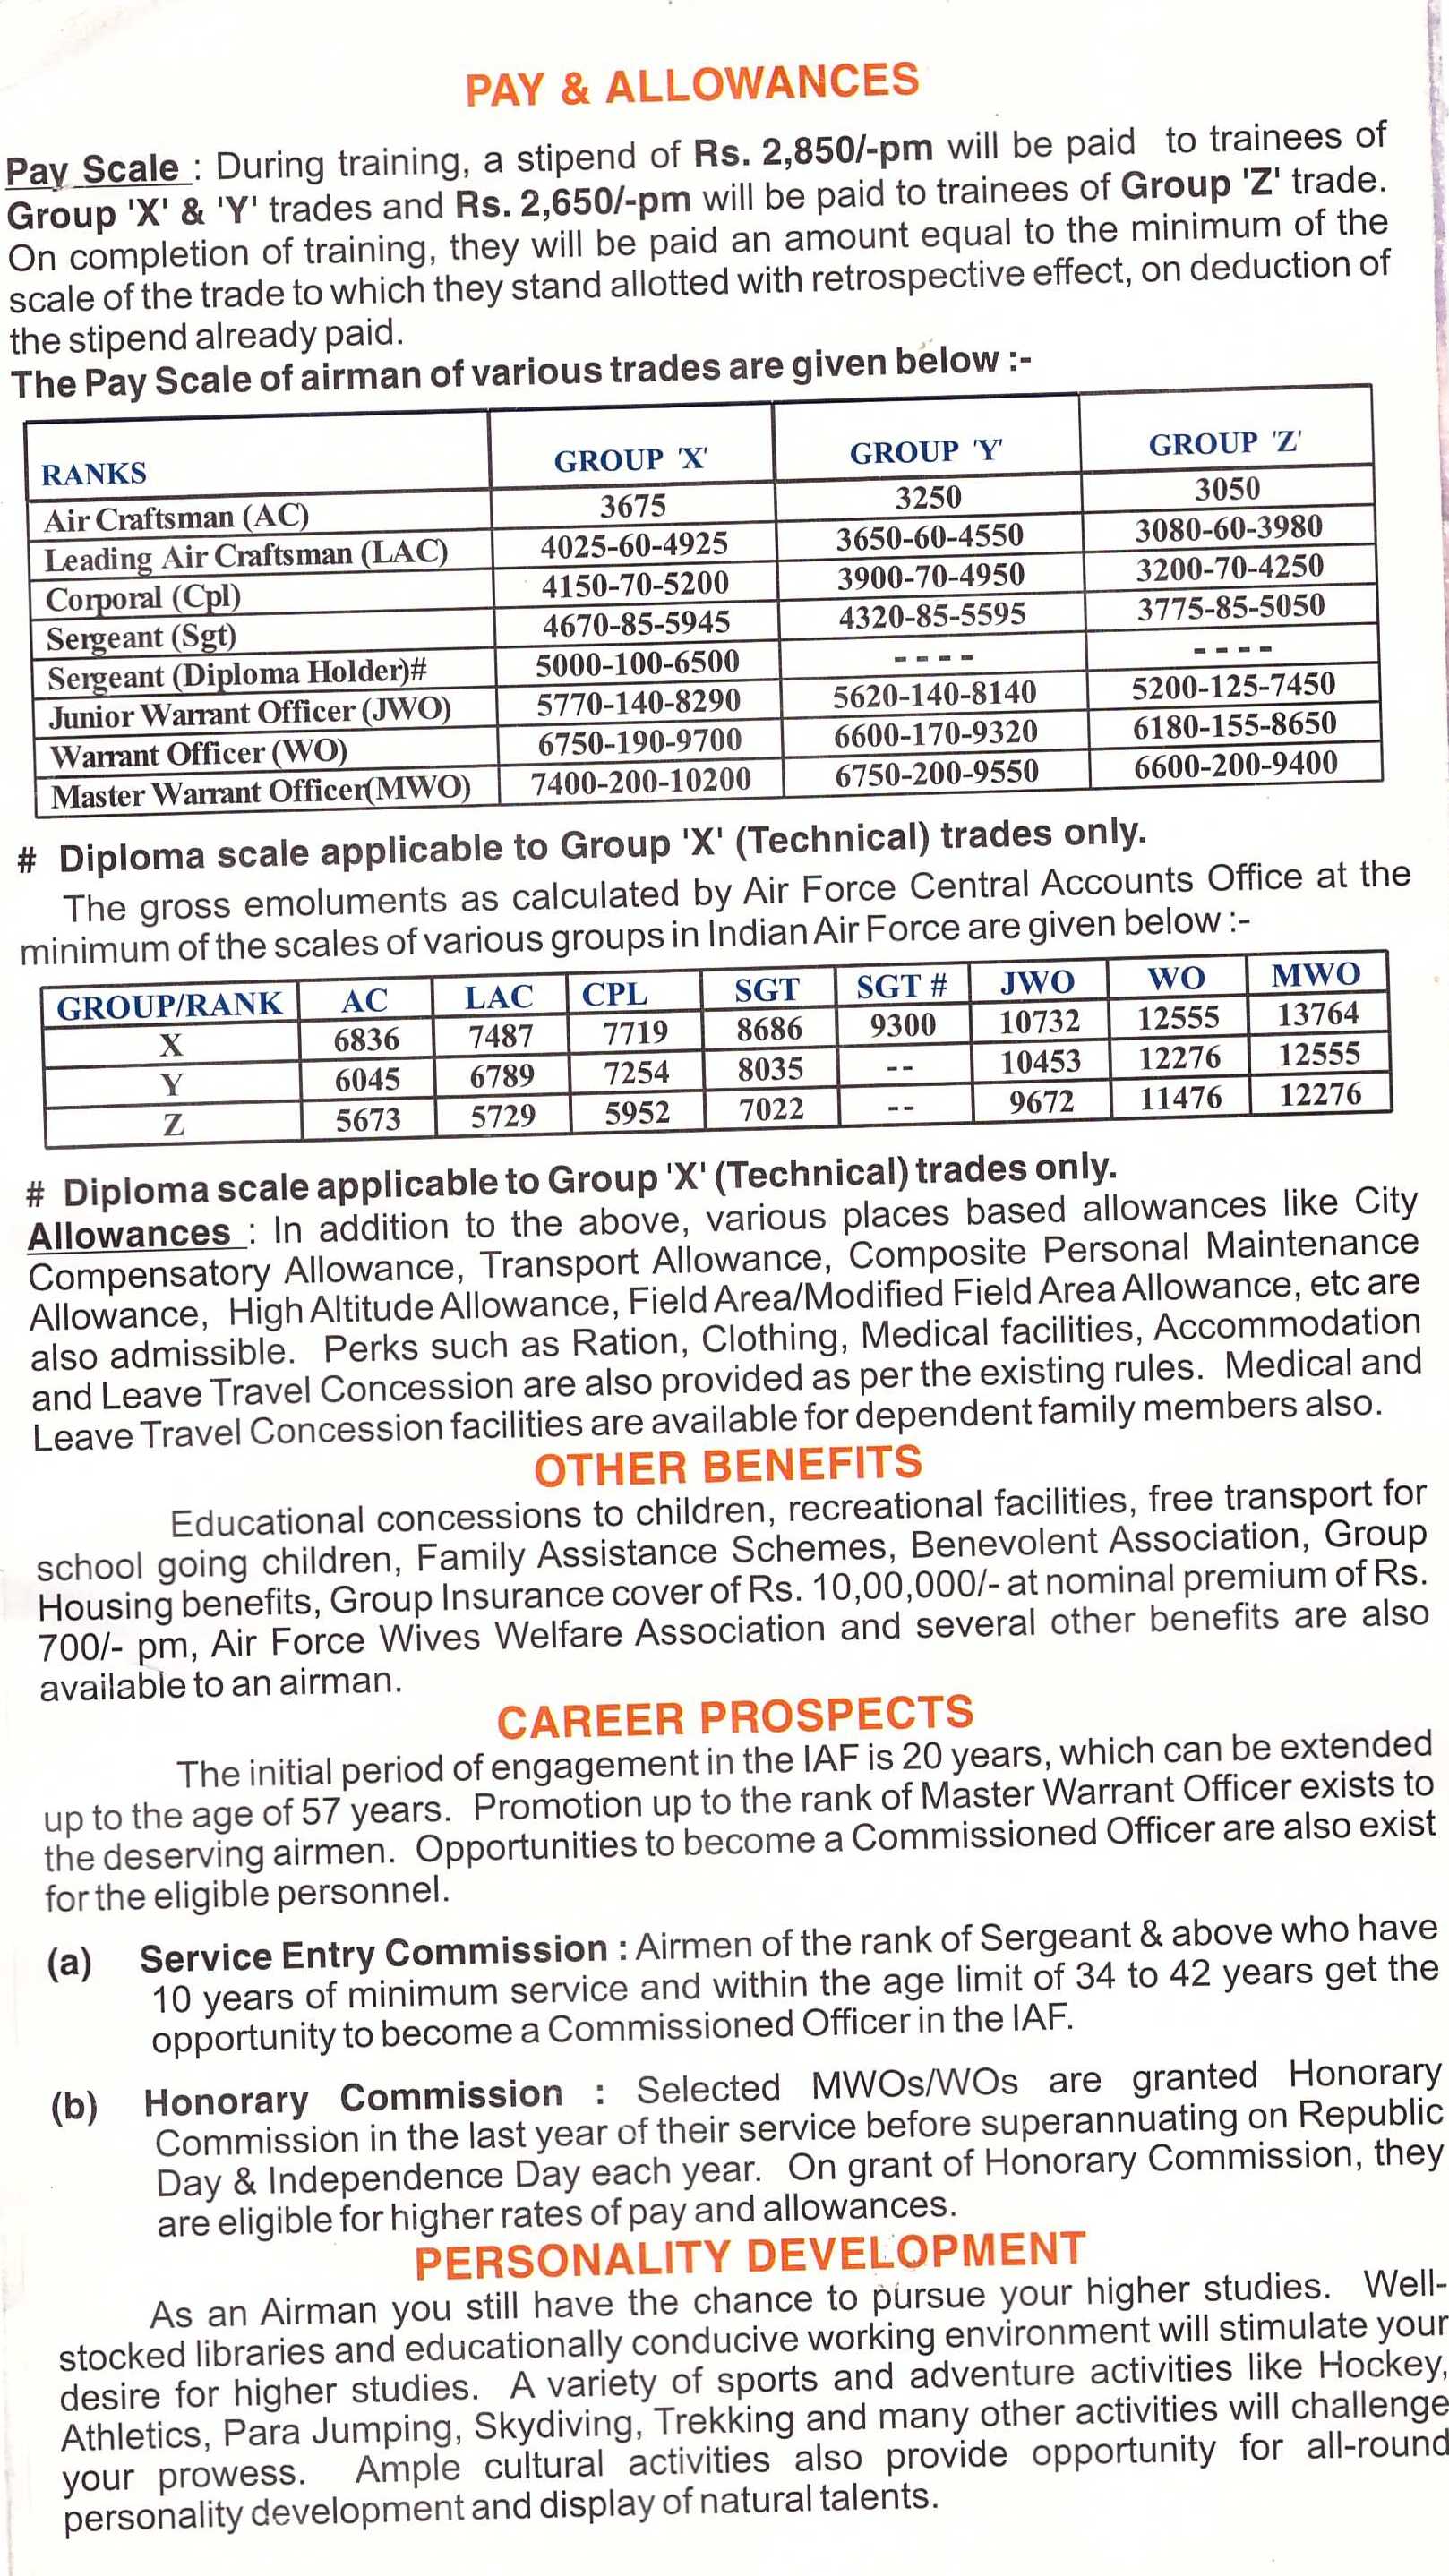 PAY & ALLOWANCES
Pay Scale : During training, a stipend of Rs. 2,850/-pm will be paid to trainees of
Group 'X' & 'Y' trades and Rs. 2,650/-pm will be paid to trainees of Group 'Z' trade.
On completion of training, they will be paid an amount equal to the minimum of the
scale of the trade to which they stand allotted with retrospective effect, on deduction of
the stipend already paid.
The Pay Scale of airman of various trades are given below :-
RANKS GROUP 'X' GROUP 'Y' GROUP 'Z'
Air Craftsman (AC) 3675 3250 3050
Leading Air Craftsman (LAC) 4025-60-4925 3650-60-4550 3080-60-3980
Corporal (Cpl) 4150-70-5200 3900-70-4950 3200-70-4250
Sergeant (Sgt) 4670-85-5945 4320-85-5595 3775-85-5050
Sergeant (Diploma Holder)# 5000-100-6500 ---- ----
Junior Warrant Officer (JWO) 5770-140-8290 5620-140-8140 5200-125-7450
Warrant Officer (WO) 6750-190-9700 6600-170-9320 6180-155-8650
Master Warrant Officer(MWO) 7400-200-10200 6750-200-9550 6600-200-9400
# Diploma scale applicable to Group 'X' (Technical) trades only.
The gross emoluments as calculated by Air Force Central Accounts Office at the
minimum of the scales of various groups in Indian Air Force are given below :-
GROUP/RANK AC LAC CPL SGT SGT # JWO WO MWO
X 6836 7487 7719 8686 9300 10732 12555 13764
Y 6045 6789 7254 8035 -- 10453 12276 12555
Z 5673 5729 5952 7022 -- 9672 11476 12276
# Diploma scale applicable to Group 'X' (Technical) trades only.
Allowances : In addition to the above, various places based allowances like City
Compensatory Allowance, Transport Allowance, Composite Personal Maintenance
Allowance, High Altitude Allowance, Field Area/Modified Field Area Allowance, etc are
also admissible. Perks such as Ration, Clothing, Medical facilities, Accommodation
and Leave Travel Concession are also provided as per the existing rules. Medical and
Leave Travel Concession facilities are available for dependent family members also.
OTHER BENEFITS
Educational concessions to children, recreational facilities, free transport for
school going children, Family Assistance Schemes, Benevolent Association, Group
Housing benefits, Group Insurance cover of Rs. 10,00,000/- at nominal premium of Rs.
700/- pm, Air Force Wives Welfare Association and several other benefits are also
available to an airman.
CAREER PROSPECTS
The initial period of engagement in the IAF is 20 years, which can be extended
up to the age of 57 years. Promotion up to the rank of Master Warrant Officer exists to
the deserving airmen. Opportunities to become a Commissioned Officer are also exist
for the eligible personnel.
(a) Service Entry Commission : Airmen of the rank of Sergeant & above who have
10 years of minimum service and within the age limit of 34 to 42 years get the
opportunity to become a Commissioned Officer in the IAF.
(b) Honorary Commission : Selected MWOs/WOs are granted Honorary
Commission in the last year of their service before superannuating on Republic
Day & Independence Day each year. On grant of Honorary Commission, they
are eligible for higher rates of pay and allowances.
PERSONALITY DEVELOPMENT
As an Airman you still have the chance to pursue your higher studies. Well-
stocked libraries and educationally conducive working environment will stimulate your
desire for higher studies. A variety of sports and adventure activities like Hockey,
Athletics, Para Jumping, Skydiving, Trekking and many other activities will challenge
your prowess. Ample cultural activities also provide opportunity for all-round
personality development and display of natural talents.